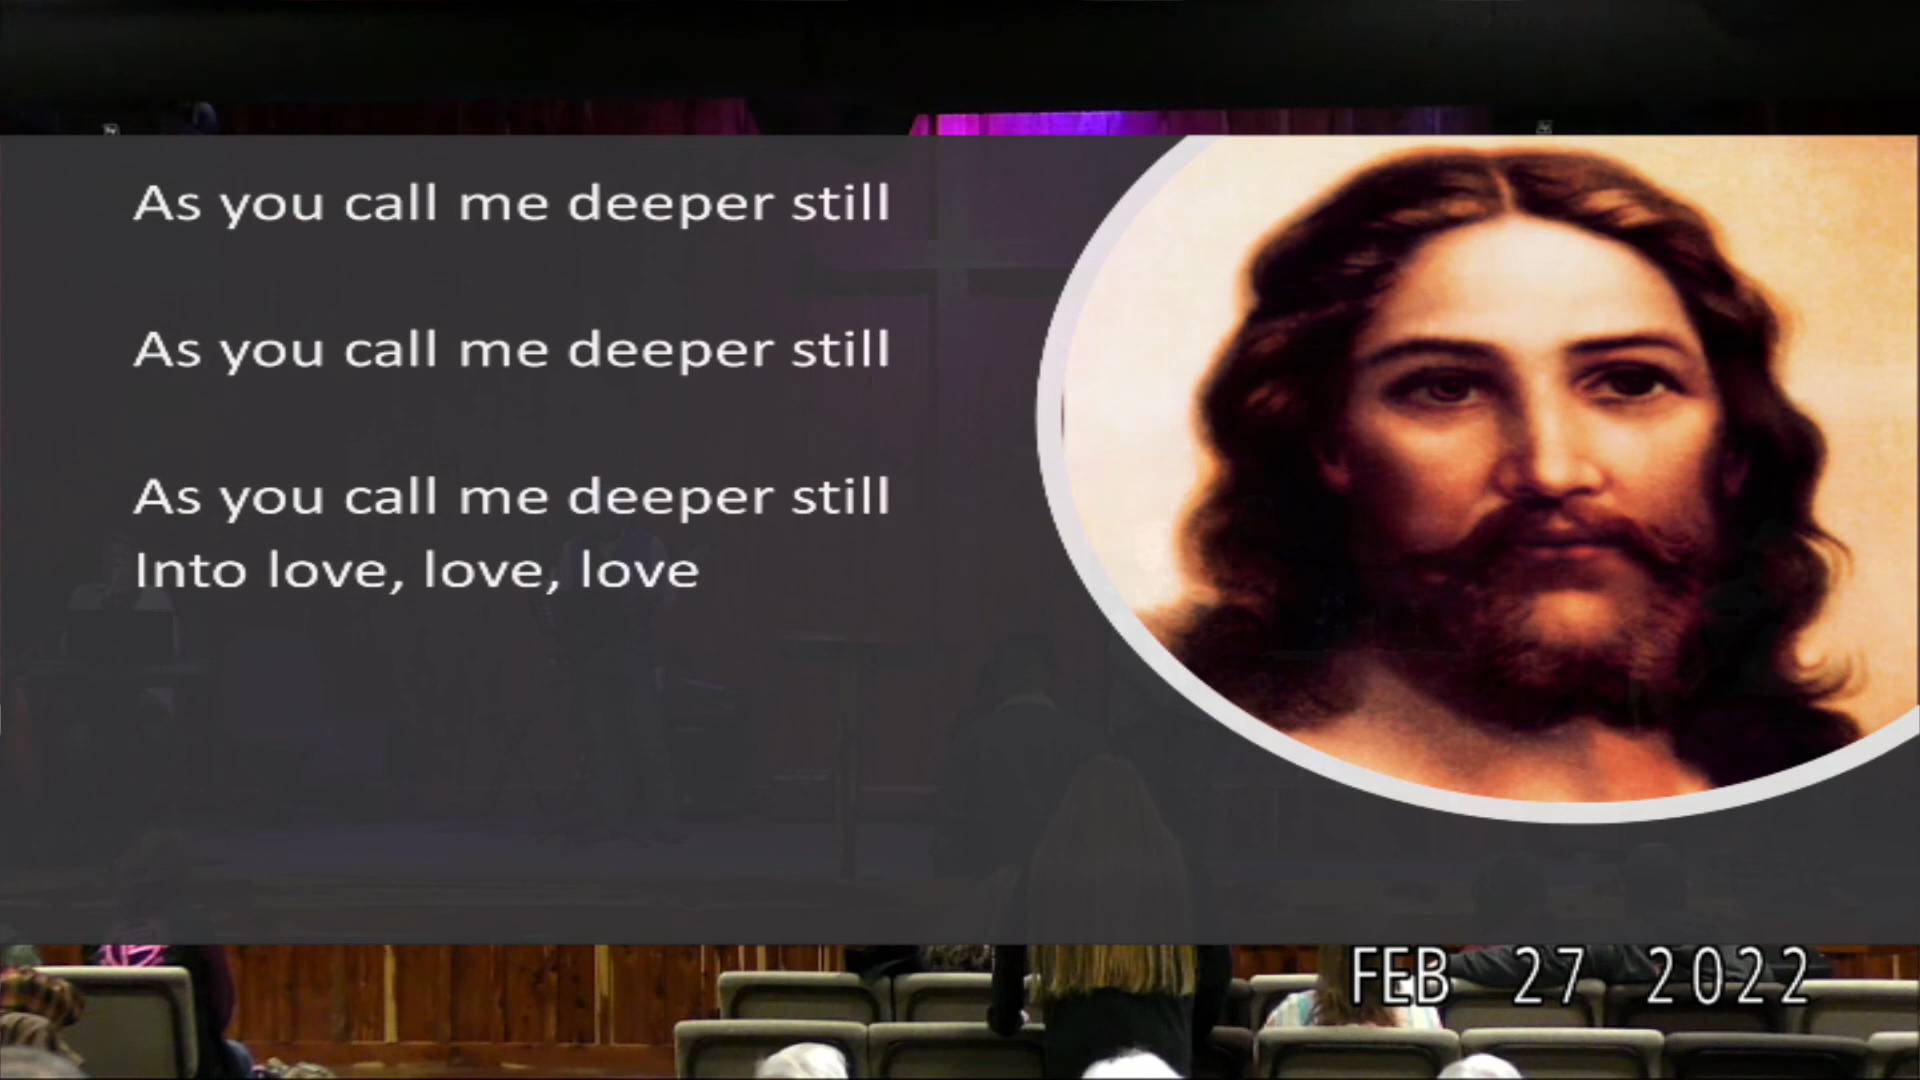 As you call me deeper still
As you call me deeper still
As you call me deeper still
Into love, love, love
FEB 27 2022